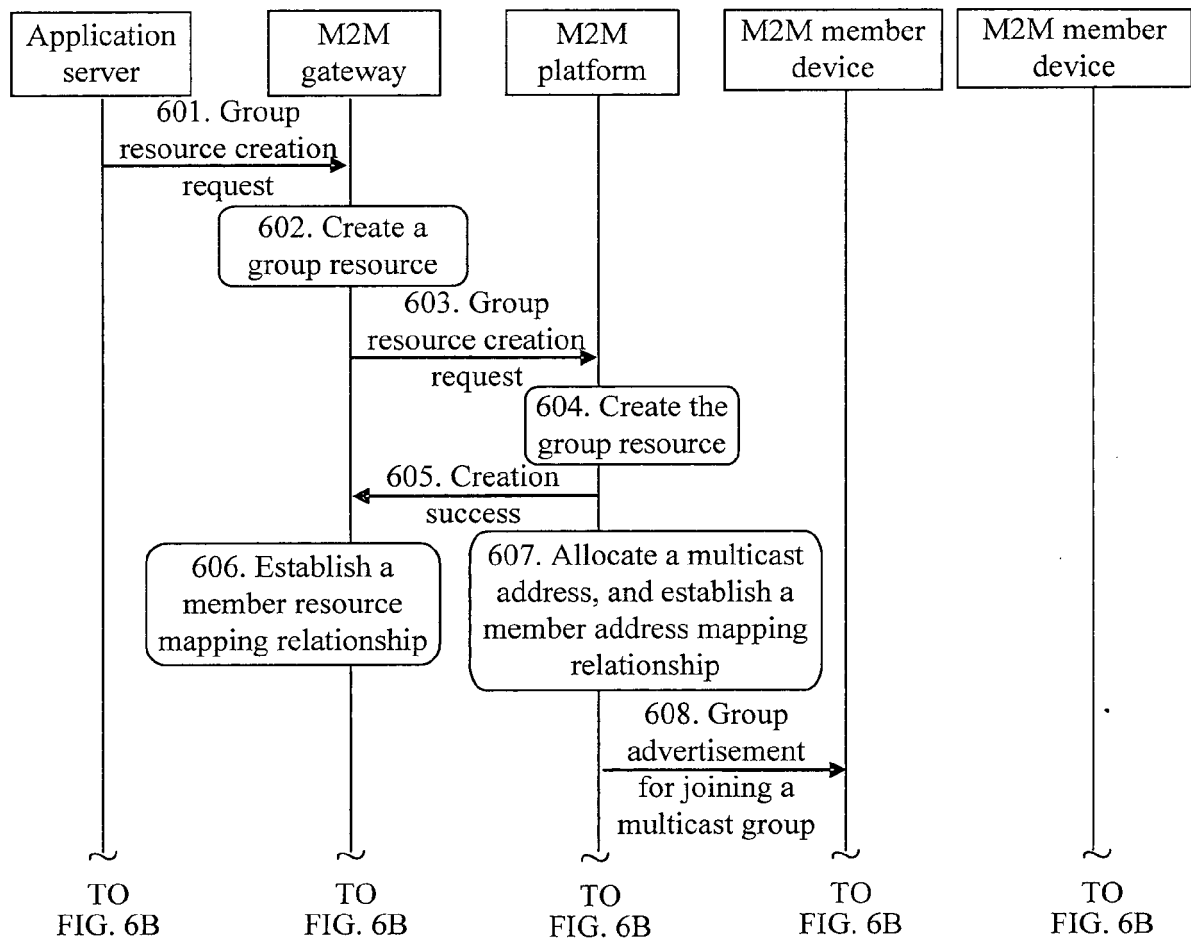 Application
server
M2M
gateway
M2M
platform
M2M member
device
M2M member
device
601. Group
resource creation
request
602. Create a
group resource
603. Group
resource creation
request
604. Create the
group resource
605. Creation
success
606. Establish a
member resource
mapping relationship
607. Allocate a multicast
address, and establish a
member address mapping
relationship
608. Group
advertisement
for joining a
multicast group
TO
FIG. 6B
TO
FIG. 6B
TO
FIG. 6B
TO
FIG. 6B
TO
FIG. 6B